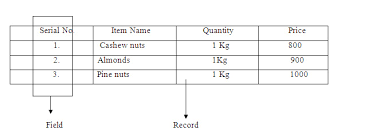 Serial No. Item Name Quantity Price
1. Cashew nuts 1 Kg 800
2. Almonds 1Kg 900
3. Pine nuts 1 Kg 1000
Field Record